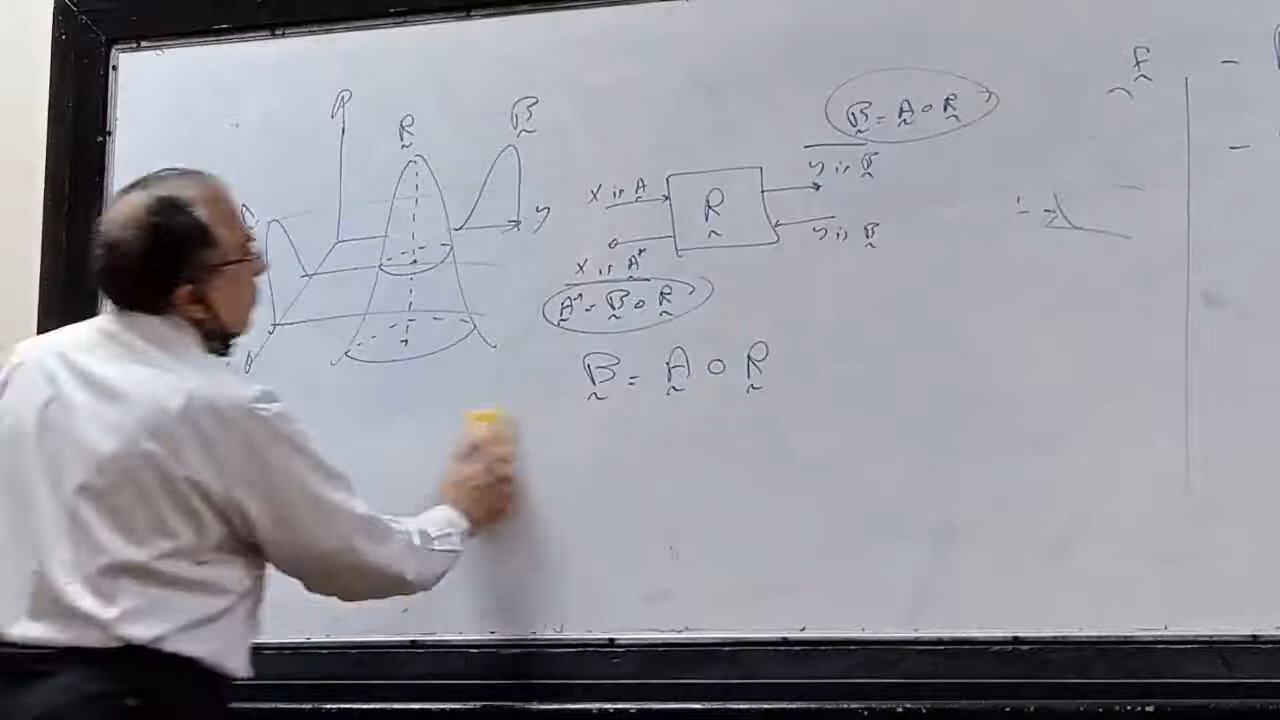 R
B
y
X is A
R
B = A o R
y is B
y is B
X is A*
A* = B o R
B = A o R